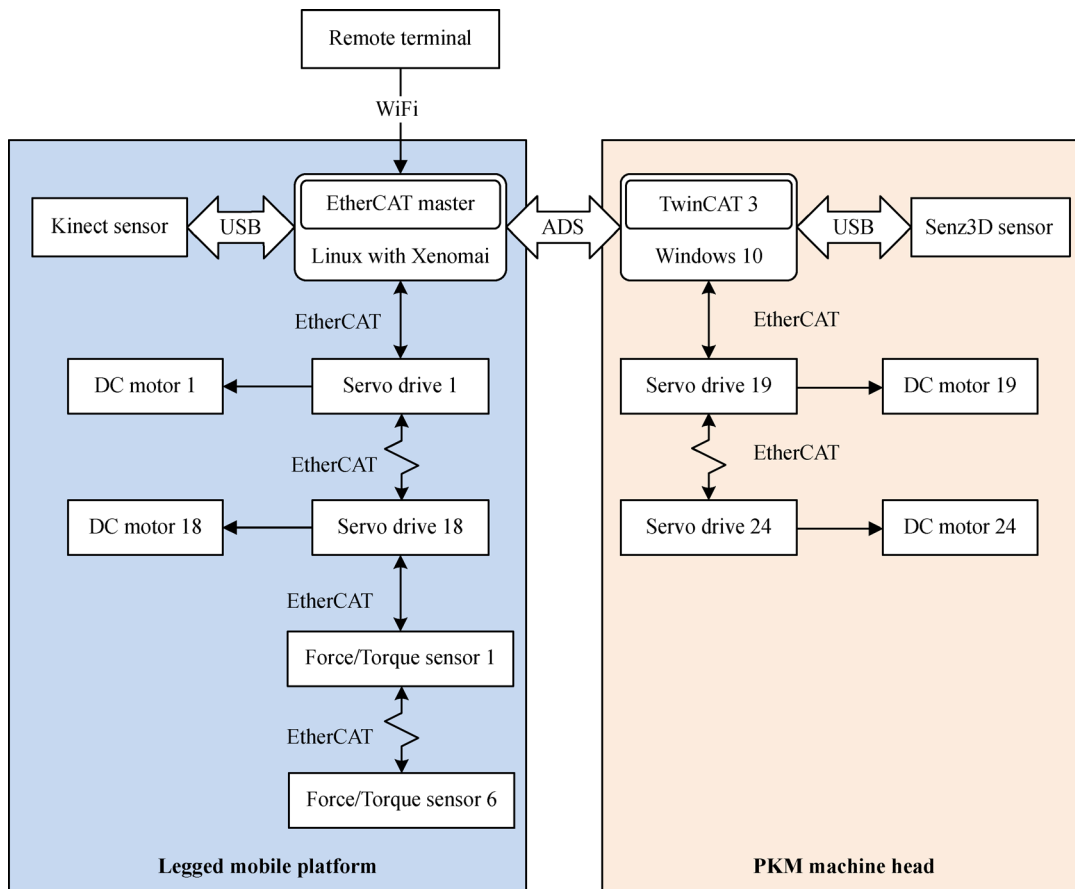 Remote terminal
WiFi
EtherCAT master
TwinCAT 3
Kinect sensor
USB
ADS
USB
Senz3D sensor
Linux with Xenomai
Windows 10
EtherCAT
EtherCAT
DC motor 1
Servo drive 1
Servo drive 19
DC motor 19
EtherCAT
EtherCAT
DC motor 18
Servo drive 18
Servo drive 24
DC motor 24
EtherCAT
Force/Torque sensor 1
EtherCAT
Force/Torque sensor 6
Legged mobile platform
PKM machine head